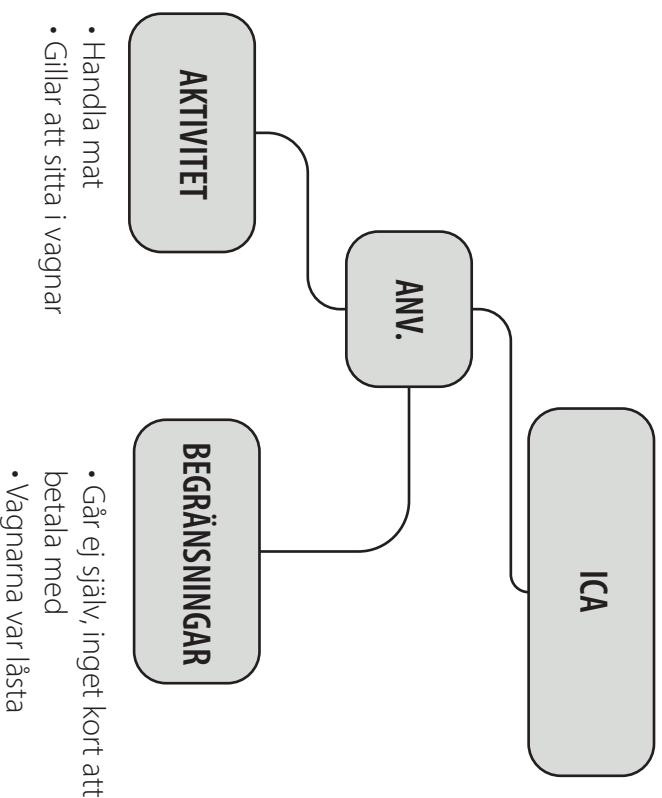 ICA
ANV.
AKTIVITET
• Handla mat
• Gillar att sitta i vagnar
BEGRÄNSNINGAR
• Går ej själv, inget kort att
betala med
• Vagnarna var låsta